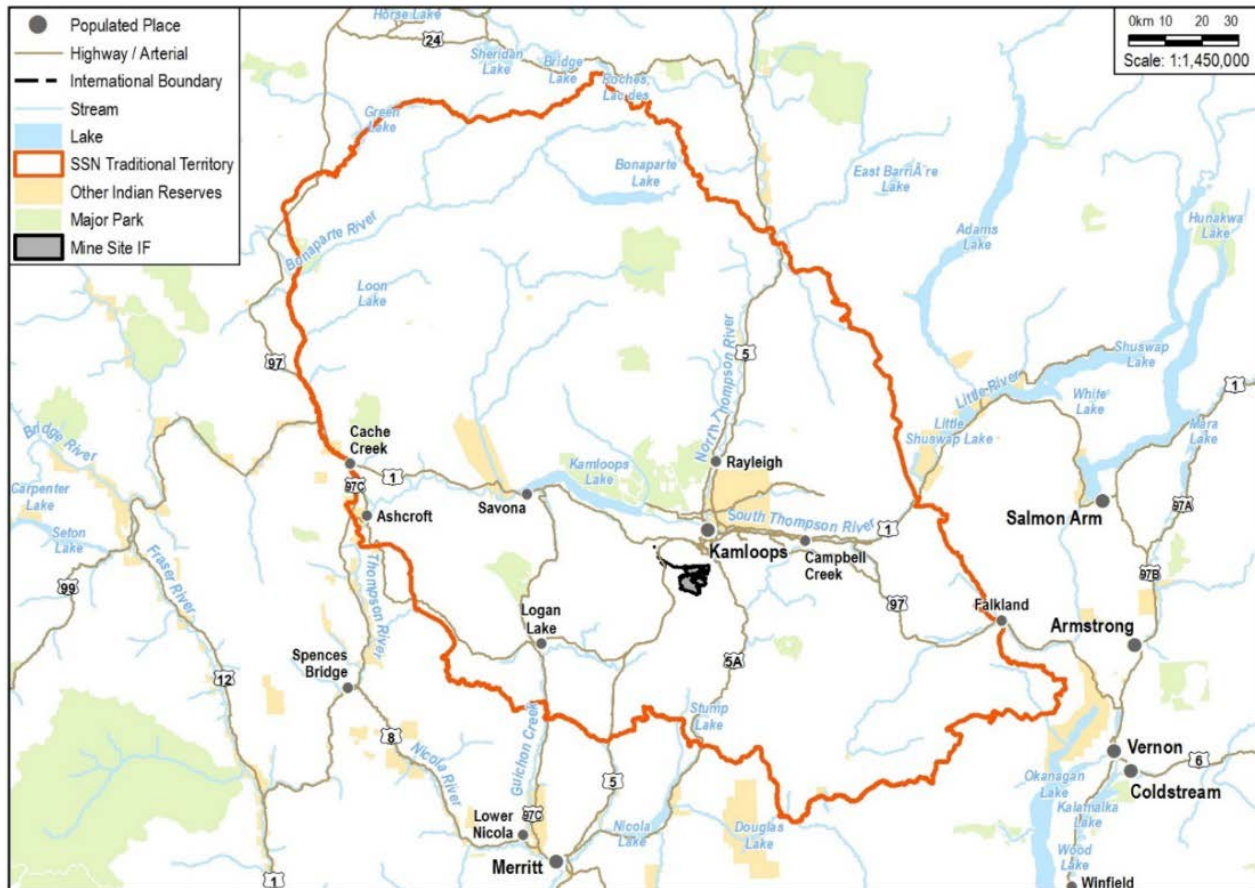 Populated Place
Highway / Arterial
International Boundary
Stream
Lake
SSN Traditional Territory
Other Indian Reserves
Major Park
Mine Site IF
0km 10 20 30
Scale: 1:1,450,000
Horse Lake
24
Sheridan
Lake
Bridge
Lake
Roches,
Lac des
Green
Lake
Bonaparte
Lake
East BarriÃ¨re
Lake
Adams
Lake
Hunakwa
Lake
Bonaparte River
Loon
Lake
97
5
North Thompson River
Shuswap
Lake
Little River
White
Lake
1
Mara
Lake
Little
Shuswap Lake
Bridge River
Cache
Creek
1
97C
Kamloops
Lake
Rayleigh
Carpenter
Lake
Seton
Lake
Ashcroft
Savona
South Thompson River
1
Salmon Arm
97A
Kamloops
Campbell
Creek
Fraser River
Thompson River
99
97
97B
Falkland
Armstrong
Logan
Lake
Spences
Bridge
12
5A
Guichon Creek
Stump
Lake
8
Nicola River
5
Vernon
6
Okanagan
Lake
Coldstream
Kalamalka
Lake
Lower
Nicola
97C
Nicola
Lake
Douglas
Lake
Wood
Lake
Merritt
1
Winfield